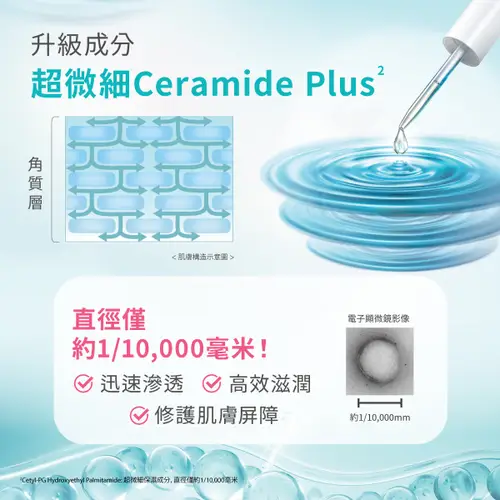 升級成分
超微細Ceramide Plus²
角質層
<肌膚構造示意圖>
直徑僅
約1/10,000毫米!
迅速滲透 高效滋潤
修護肌膚屏障
電子顯微鏡影像
約1/10,000mm
²Cetyl-PG Hydroxyethyl Palmitamide: 超微細保濕成分, 直徑僅約1/10,000毫米